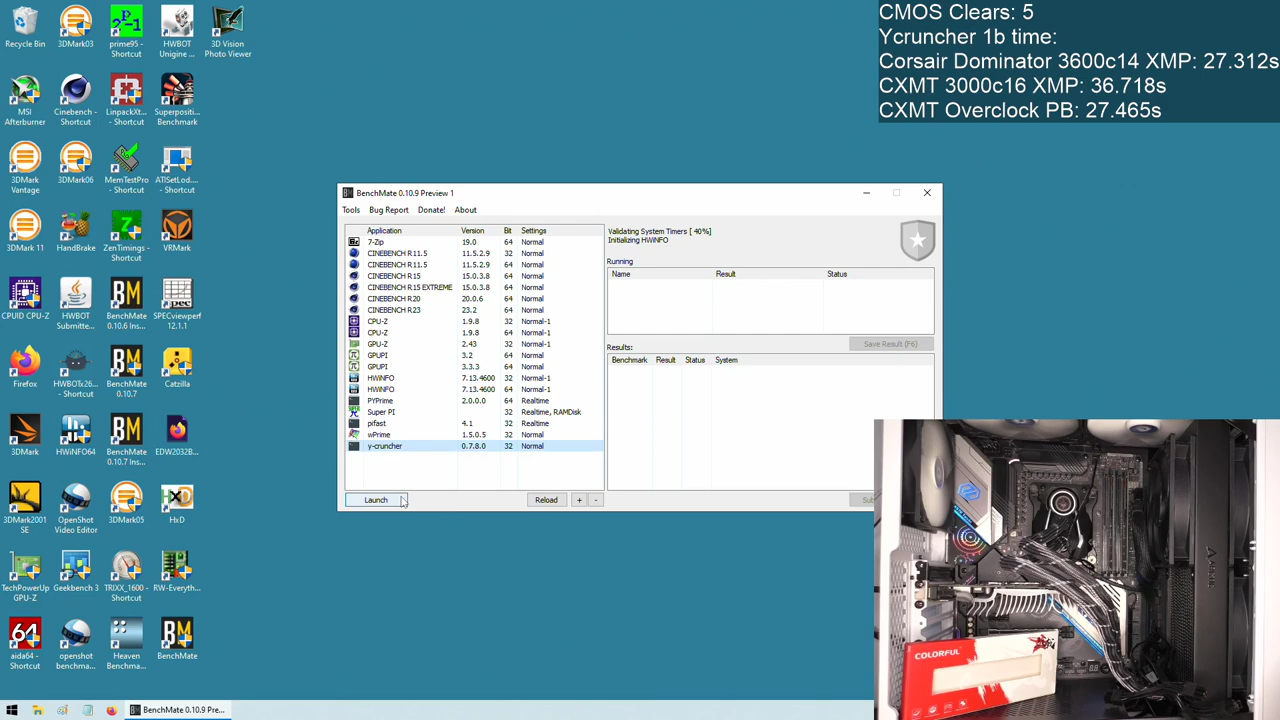 CMOS Clears: 5
Ycruncher 1b time:
Corsair Dominator 3600c14 XMP: 27.312s
CXMT 3000c16 XMP: 36.718s
CXMT Overclock PB: 27.465s
Recycle Bin
3DMark03
prime95 - Shortcut
HWBOT Unigine ...
3D Vision Photo Viewer
MSI Afterburner
Cinebench - Shortcut
LinpackXt... - Shortcut
Superpositi... Benchmark
3DMark Vantage
3DMark06
MemTestPro - Shortcut
ATISetLod.... - Shortcut
3DMark 11
HandBrake
ZenTimings - Shortcut
VRMark
CPUID CPU-Z
HWBOT Submitte...
BenchMate 0.10.6 Ins...
SPECviewperf 12.1.1
Firefox
HWBOTx26... - Shortcut
BenchMate 0.10.7
Catzilla
3DMark
HWiNFO64
BenchMate 0.10.7 Ins...
EDW2032B...
3DMark2001 SE
OpenShot Video Editor
3DMark05
HxD
TechPowerUp GPU-Z
Geekbench 3
TRIXX_1600 - Shortcut
RW-Everyth...
aida64 - Shortcut
openshot benchma...
Heaven Benchma...
BenchMate
BenchMate 0.10.9 Preview 1
Tools Bug Report Donate! About
Application Version Bit Settings
7-Zip 19.0 64 Normal
CINEBENCH R11.5 11.5.2.9 32 Normal
CINEBENCH R11.5 11.5.2.9 64 Normal
CINEBENCH R15 15.0.3.8 64 Normal
CINEBENCH R15 EXTREME 15.0.3.8 64 Normal
CINEBENCH R20 20.0.6 64 Normal
CINEBENCH R23 23.2 64 Normal
CPU-Z 1.9.8 32 Normal-1
CPU-Z 1.9.8 64 Normal-1
GPU-Z 2.43 32 Normal-1
GPUPI 3.2 64 Normal
GPUPI 3.3.3 64 Normal
HWiNFO 7.13.4600 32 Normal-1
HWiNFO 7.13.4600 64 Normal-1
PYPrime 2.0.0.0 64 Realtime
Super PI 32 Realtime, RAMDisk
pifast 4.1 32 Realtime
wPrime 1.5.0.5 32 Normal
y-cruncher 0.7.8.0 32 Normal
Launch Reload + -
Validating System Timers [ 40%]
Initializing HWiNFO
Running
Name Result Status
Save Result (F6)
Results:
Benchmark Result Status System
Sub
COLORFUL
BenchMate 0.10.9 Pre...